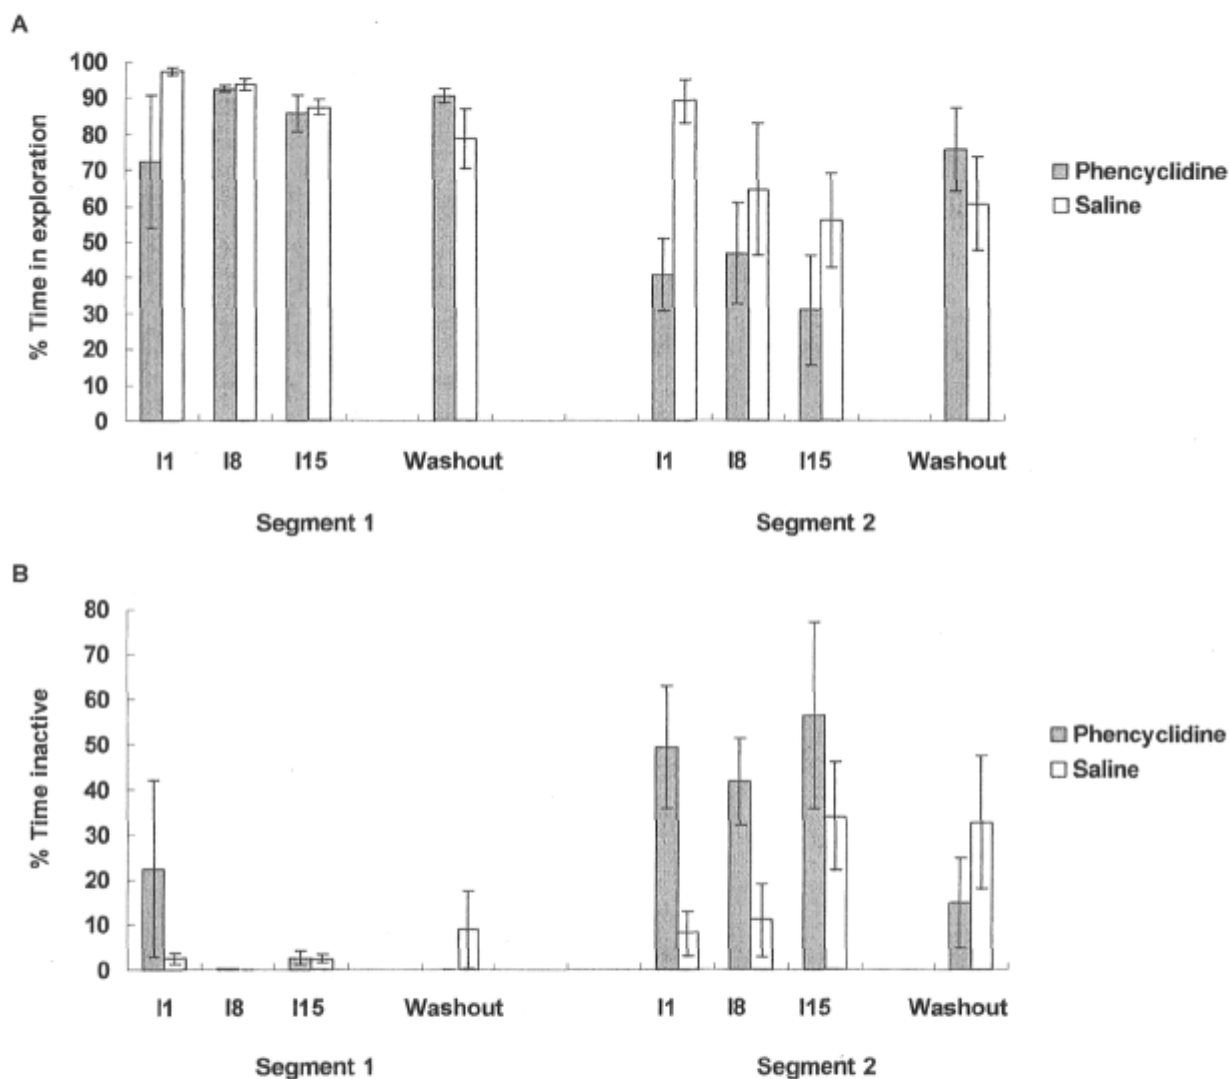 A
100
90
80
70
60
50
40
30
20
10
0
% Time in exploration
Phencyclidine
Saline
I1 I8 I15 Washout I1 I8 I15 Washout
Segment 1 Segment 2
B
80
70
60
50
40
30
20
10
0
% Time inactive
Phencyclidine
Saline
I1 I8 I15 Washout I1 I8 I15 Washout
Segment 1 Segment 2